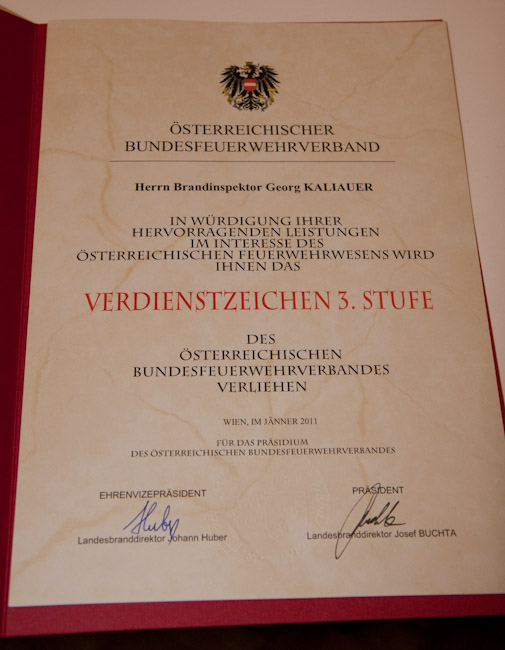 ÖSTERREICHISCHER
BUNDESFEUERWEHRVERBAND
Herrn Brandinspektor Georg KALIAUER
IN WÜRDIGUNG IHRER
HERVORRAGENDEN LEISTUNGEN
IM INTERESSE DES
ÖSTERREICHISCHEN FEUERWEHRWESENS WIRD
IHNEN DAS
VERDIENSTZEICHEN 3. STUFE
DES
ÖSTERREICHISCHEN
BUNDESFEUERWEHRVERBANDES
VERLIEHEN
WIEN, IM JÄNNER 2011
FÜR DAS PRÄSIDIUM
DES ÖSTERREICHISCHEN BUNDESFEUERWEHRVERBANDES
EHRENVIZEPRÄSIDENT PRÄSIDENT
Huber
Landesbranddirektor Johann Huber Landesbranddirektor Josef BUCHTA